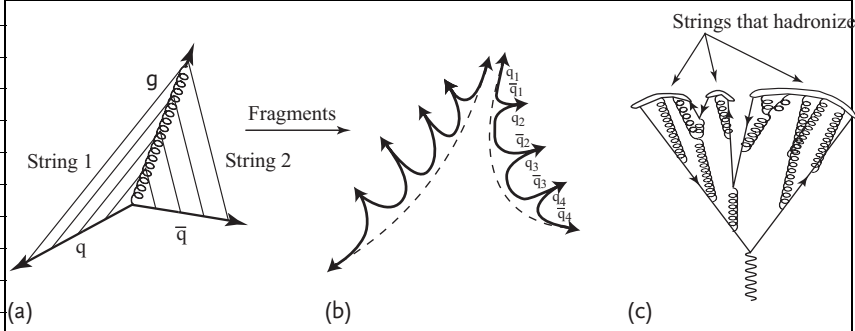 g
String 1
String 2
q
q̅
(a)
Fragments
q₁
q̅₁
q₂
q̅₂
q₃
q̅₃
q₄
q̅₄
(b)
Strings that hadronize
(c)